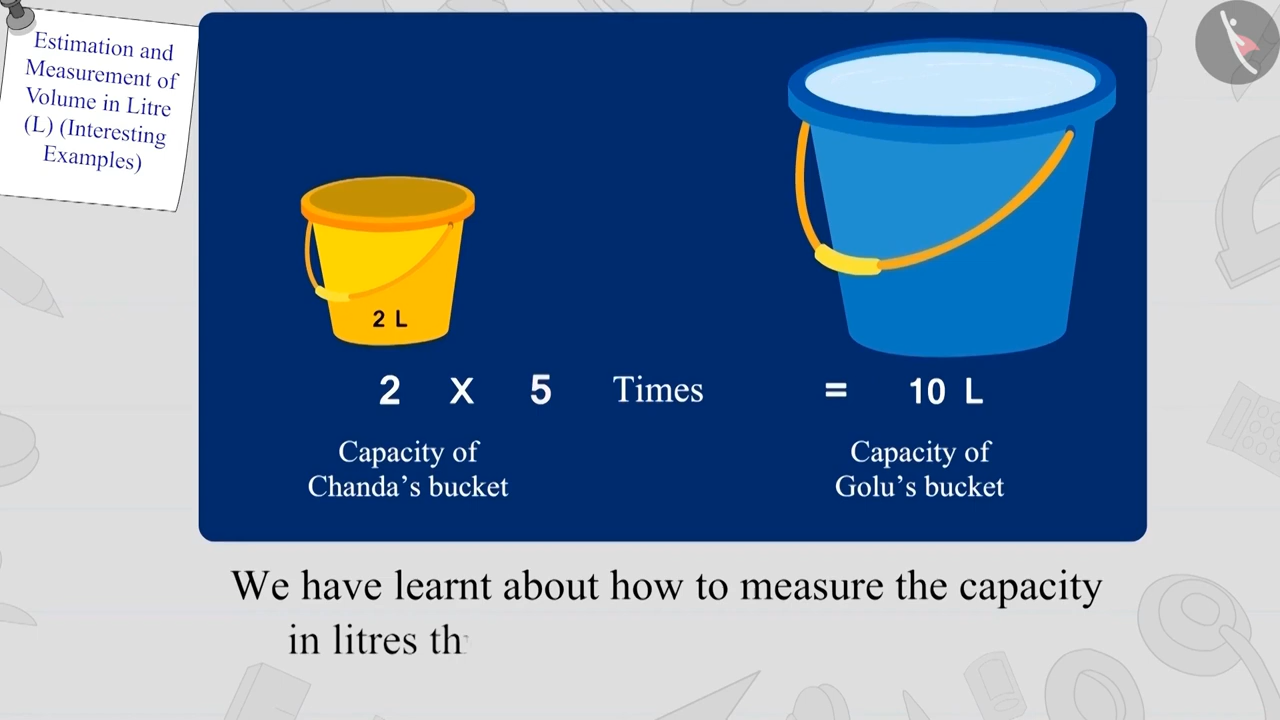 Estimation and
Measurement of
Volume in Litre
(L) (Interesting
Examples)
2 L
2 X 5 Times = 10 L
Capacity of
Chanda's bucket
Capacity of
Golu's bucket
We have learnt about how to measure the capacity
in litres th